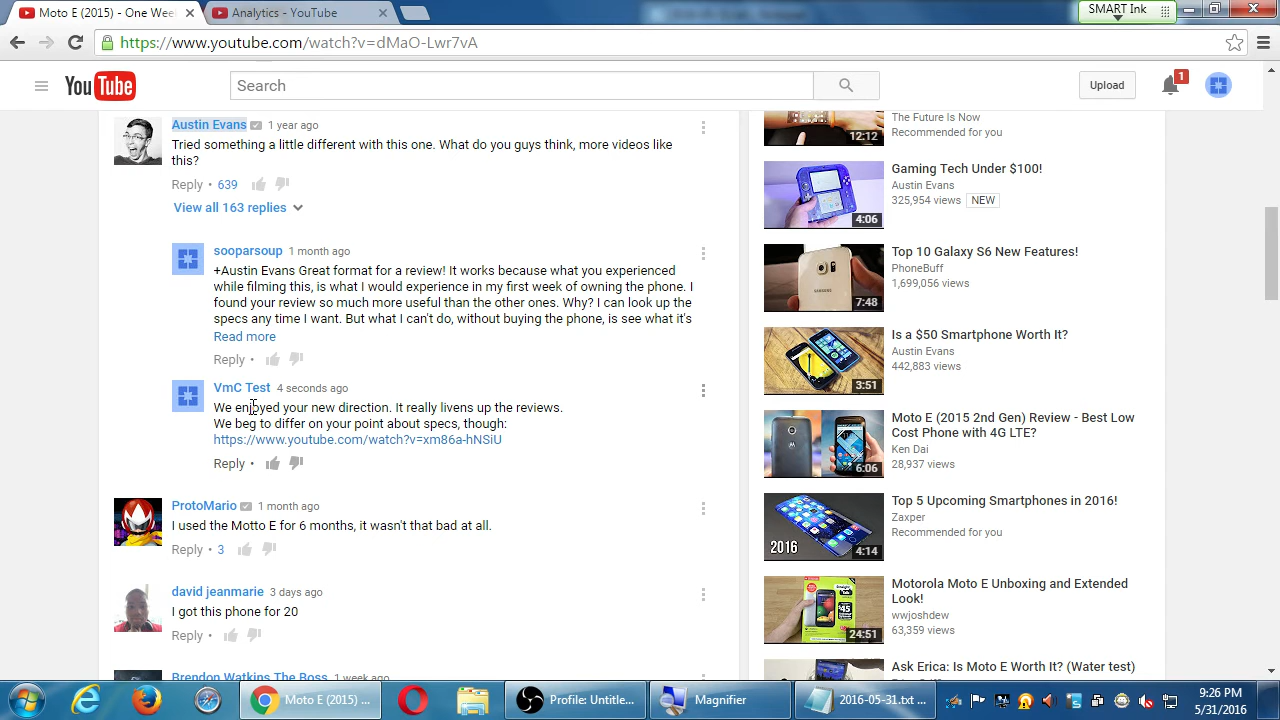 Moto E (2015) - One Wee
Analytics - YouTube
SMART Ink
https://www.youtube.com/watch?v=dMaO-Lwr7vA
YouTube
Search
Upload
1
Austin Evans 1 year ago
Tried something a little different with this one. What do you guys think, more videos like
this?
Reply • 639
View all 163 replies
sooparsoup 1 month ago
+Austin Evans Great format for a review! It works because what you experienced
while filming this, is what I would experience in my first week of owning the phone. I
found your review so much more useful than the other ones. Why? I can look up the
specs any time I want. But what I can't do, without buying the phone, is see what it's
Read more
Reply •
VmC Test 4 seconds ago
We enjoyed your new direction. It really livens up the reviews.
We beg to differ on your point about specs, though:
https://www.youtube.com/watch?v=xm86a-hNSiU
Reply •
ProtoMario 1 month ago
I used the Motto E for 6 months, it wasn't that bad at all.
Reply • 3
david jeanmarie 3 days ago
I got this phone for 20
Reply •
Brendon Watkins The Boss 1 week ago
12:12
The Future Is Now
Recommended for you
4:06
Gaming Tech Under $100!
Austin Evans
325,954 views NEW
SAMSUNG
7:48
Top 10 Galaxy S6 New Features!
PhoneBuff
1,699,056 views
3:51
Is a $50 Smartphone Worth It?
Austin Evans
442,883 views
6:06
Moto E (2015 2nd Gen) Review - Best Low
Cost Phone with 4G LTE?
Ken Dai
28,937 views
2016
4:14
Top 5 Upcoming Smartphones in 2016!
Zaxper
Recommended for you
$45
24:51
Motorola Moto E Unboxing and Extended
Look!
wwjoshdew
63,359 views
Ask Erica: Is Moto E Worth It? (Water test)
Moto E (2015) ...
Profile: Untitle...
Magnifier
2016-05-31.txt ...
9:26 PM
5/31/2016